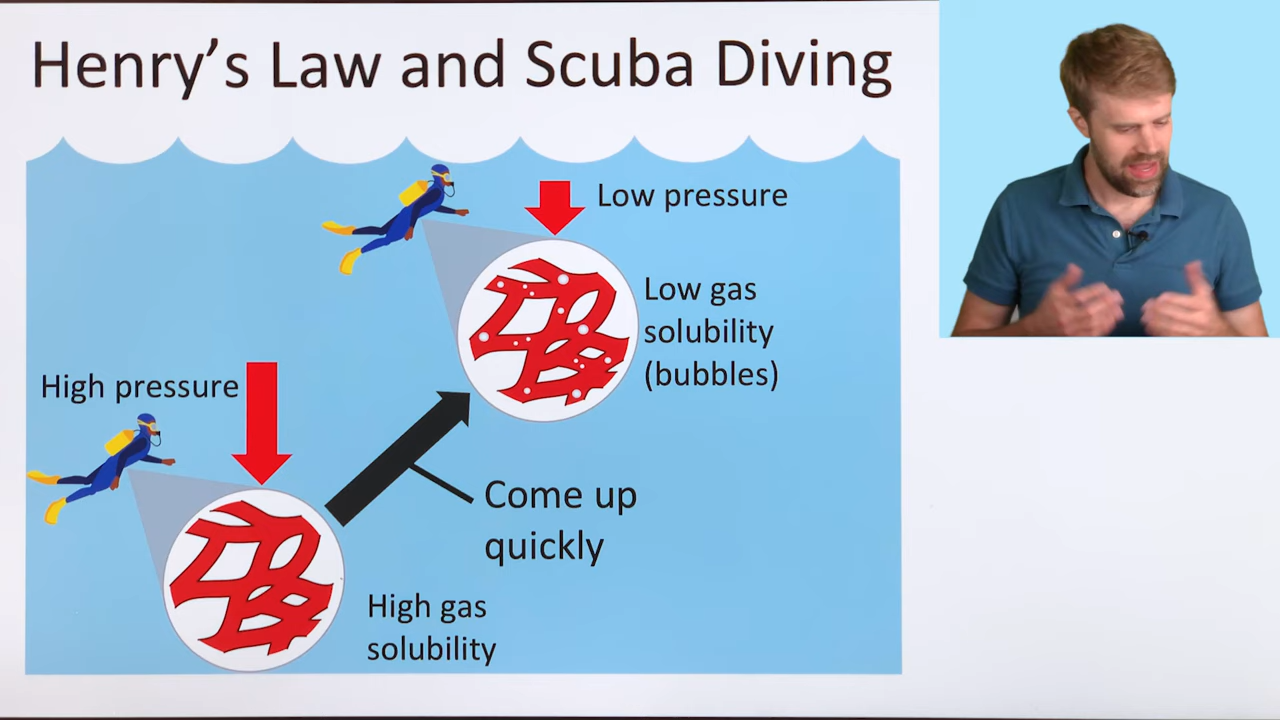 Henry's Law and Scuba Diving
Low pressure
Low gas
solubility
(bubbles)
High pressure
Come up
quickly
High gas
solubility